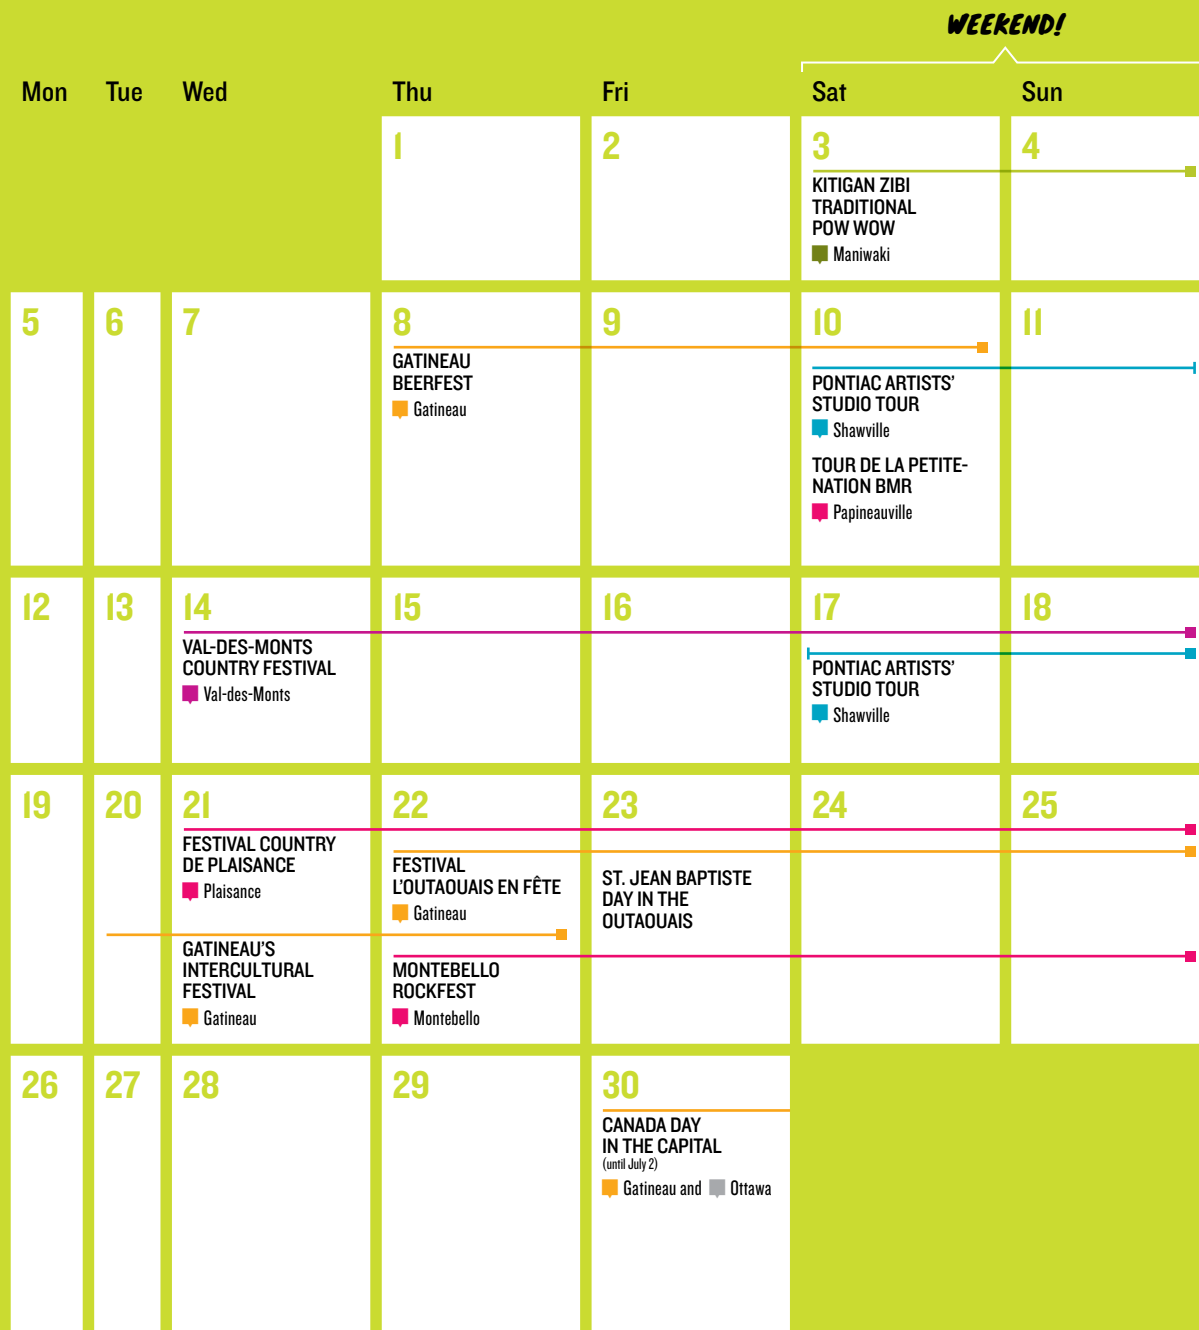 WEEKEND!
Mon Tue Wed Thu Fri Sat Sun
1 2 3 4
KITIGAN ZIBI
TRADITIONAL
POW WOW
Maniwaki
5 6 7 8 9 10 11
GATINEAU
BEERFEST
Gatineau
PONTIAC ARTISTS'
STUDIO TOUR
Shawville
TOUR DE LA PETITE-
NATION BMR
Papineauville
12 13 14 15 16 17 18
VAL-DES-MONTS
COUNTRY FESTIVAL
Val-des-Monts
PONTIAC ARTISTS'
STUDIO TOUR
Shawville
19 20 21 22 23 24 25
FESTIVAL COUNTRY
DE PLAISANCE
Plaisance
GATINEAU'S
INTERCULTURAL
FESTIVAL
Gatineau
FESTIVAL
L'OUTAOUAIS EN FÊTE
Gatineau
MONTEBELLO
ROCKFEST
Montebello
ST. JEAN BAPTISTE
DAY IN THE
OUTAOUAIS
26 27 28 29 30
CANADA DAY
IN THE CAPITAL
(until July 2)
Gatineau and Ottawa